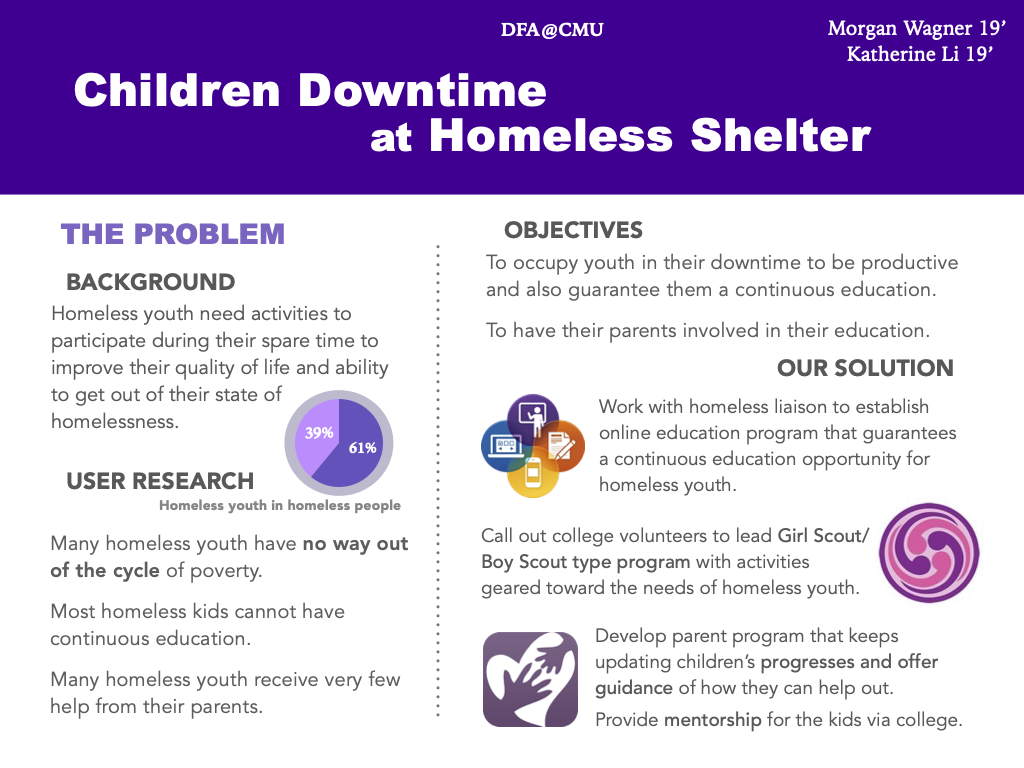 DFA@CMU
Morgan Wagner 19’
Katherine Li 19’
Children Downtime
at Homeless Shelter
THE PROBLEM
BACKGROUND
Homeless youth need activities to
participate during their spare time to
improve their quality of life and ability
to get out of their state of
homelessness.
39%
61%
USER RESEARCH
Homeless youth in homeless people
Many homeless youth have no way out
of the cycle of poverty.
Most homeless kids cannot have
continuous education.
Many homeless youth receive very few
help from their parents.
OBJECTIVES
To occupy youth in their downtime to be productive
and also guarantee them a continuous education.
To have their parents involved in their education.
OUR SOLUTION
Work with homeless liaison to establish
online education program that guarantees
a continuous education opportunity for
homeless youth.
Call out college volunteers to lead Girl Scout/
Boy Scout type program with activities
geared toward the needs of homeless youth.
Develop parent program that keeps
updating children’s progresses and offer
guidance of how they can help out.
Provide mentorship for the kids via college.